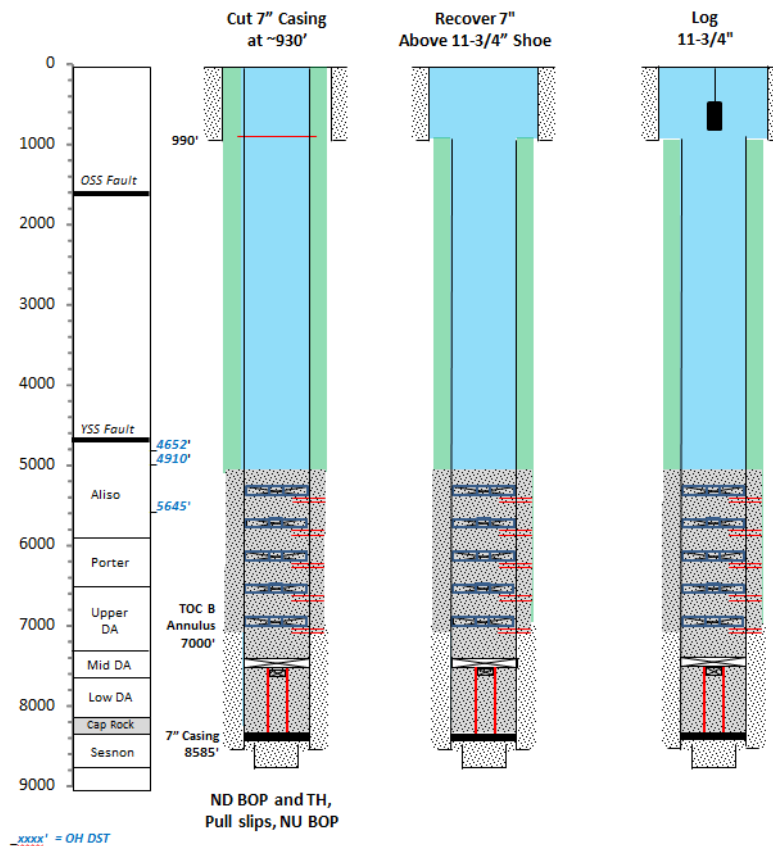 Cut 7” Casing
at ~930’
Recover 7"
Above 11-3/4” Shoe
Log
11-3/4"
0
1000
990'
OSS Fault
2000
3000
4000
YSS Fault
4652'
4910'
5000
Aliso
5645'
6000
Porter
Upper
DA
TOC B
Annulus
7000'
7000
Mid DA
Low DA
8000
Cap Rock
7” Casing
8585'
Sesnon
9000
ND BOP and TH,
Pull slips, NU BOP
_xxxx' = OH DST